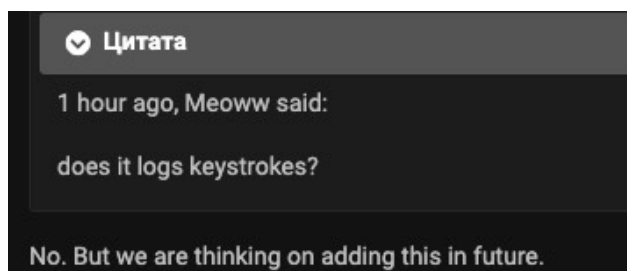 Цитата
1 hour ago, Meoww said:
does it logs keystrokes?
No. But we are thinking on adding this in future.